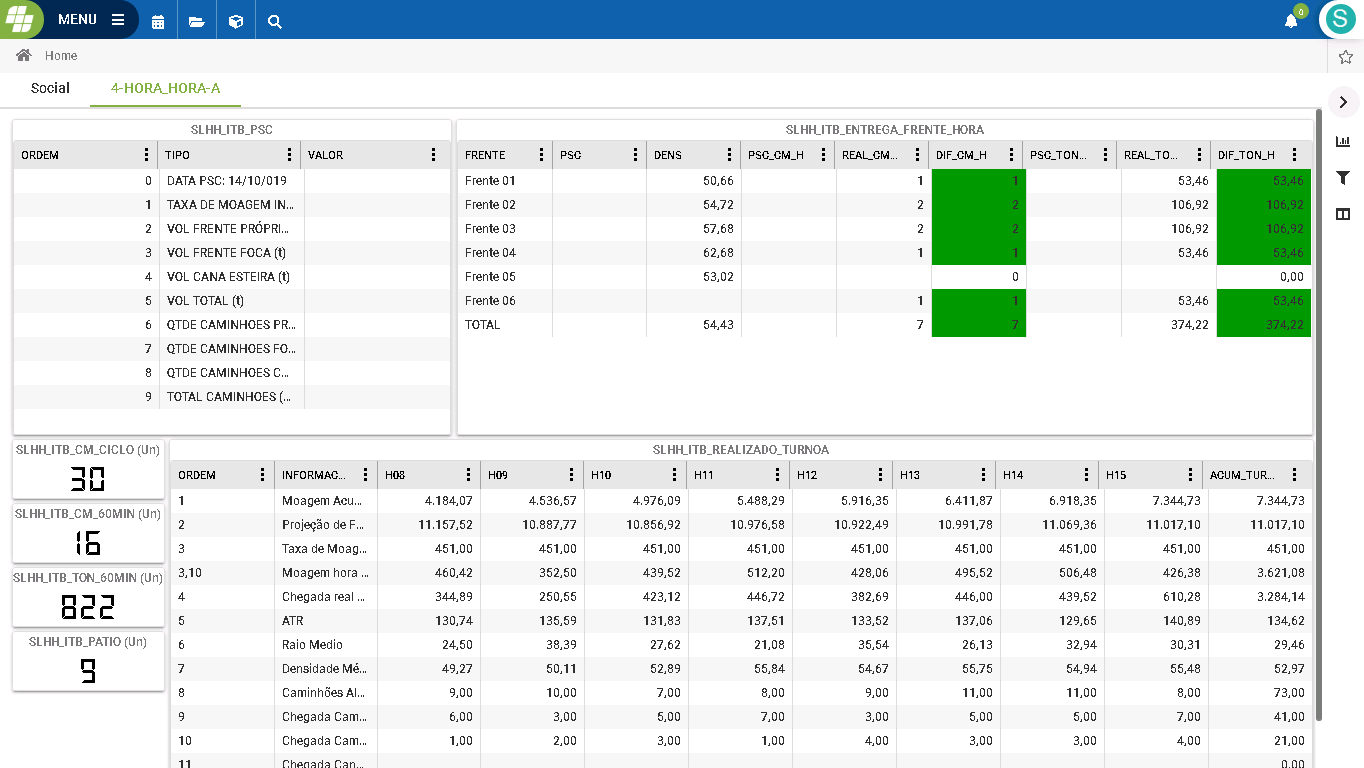 MENU
0
S
Home
Social 4-HORA_HORA-A
SLHH_ITB_PSC
ORDEM TIPO VALOR
0 DATA PSC: 14/10/019
1 TAXA DE MOAGEM IN...
2 VOL FRENTE PRÓPRI...
3 VOL FRENTE FOCA (t)
4 VOL CANA ESTEIRA (t)
5 VOL TOTAL (t)
6 QTDE CAMINHOES PR...
7 QTDE CAMINHOES FO...
8 QTDE CAMINHOES C...
9 TOTAL CAMINHOES (...
SLHH_ITB_ENTREGA_FRENTE_HORA
FRENTE PSC DENS PSC_CM_H REAL_CM... DIF_CM_H PSC_TON... REAL_TO... DIF_TON_H
Frente 01 50,66 1 1 53,46 53,46
Frente 02 54,72 2 2 106,92 106,92
Frente 03 57,68 2 2 106,92 106,92
Frente 04 62,68 1 1 53,46 53,46
Frente 05 53,02 0 0,00
Frente 06 1 1 53,46 53,46
TOTAL 54,43 7 7 374,22 374,22
SLHH_ITB_CM_CICLO (Un)
30
SLHH_ITB_CM_60MIN (Un)
16
SLHH_ITB_TON_60MIN (Un)
822
SLHH_ITB_PATIO (Un)
9
SLHH_ITB_REALIZADO_TURNOA
ORDEM INFORMAC... H08 H09 H10 H11 H12 H13 H14 H15 ACUM_TUR...
1 Moagem Acu... 4.184,07 4.536,57 4.976,09 5.488,29 5.916,35 6.411,87 6.918,35 7.344,73 7.344,73
2 Projeção de F... 11.157,52 10.887,77 10.856,92 10.976,58 10.922,49 10.991,78 11.069,36 11.017,10 11.017,10
3 Taxa de Moag... 451,00 451,00 451,00 451,00 451,00 451,00 451,00 451,00 451,00
3,10 Moagem hora ... 460,42 352,50 439,52 512,20 428,06 495,52 506,48 426,38 3.621,08
4 Chegada real ... 344,89 250,55 423,12 446,72 382,69 446,00 439,52 610,28 3.284,14
5 ATR 130,74 135,59 131,83 137,51 133,52 137,06 129,65 140,89 134,62
6 Raio Medio 24,50 38,39 27,62 21,08 35,54 26,13 32,94 30,31 29,46
7 Densidade Mé... 49,27 50,11 52,89 55,84 54,67 55,75 54,94 55,48 52,97
8 Caminhões Al... 9,00 10,00 7,00 8,00 9,00 11,00 11,00 8,00 73,00
9 Chegada Cam... 6,00 3,00 5,00 7,00 3,00 5,00 5,00 7,00 41,00
10 Chegada Cam... 1,00 2,00 3,00 1,00 4,00 3,00 3,00 4,00 21,00
11 Chegada Can... 0,00